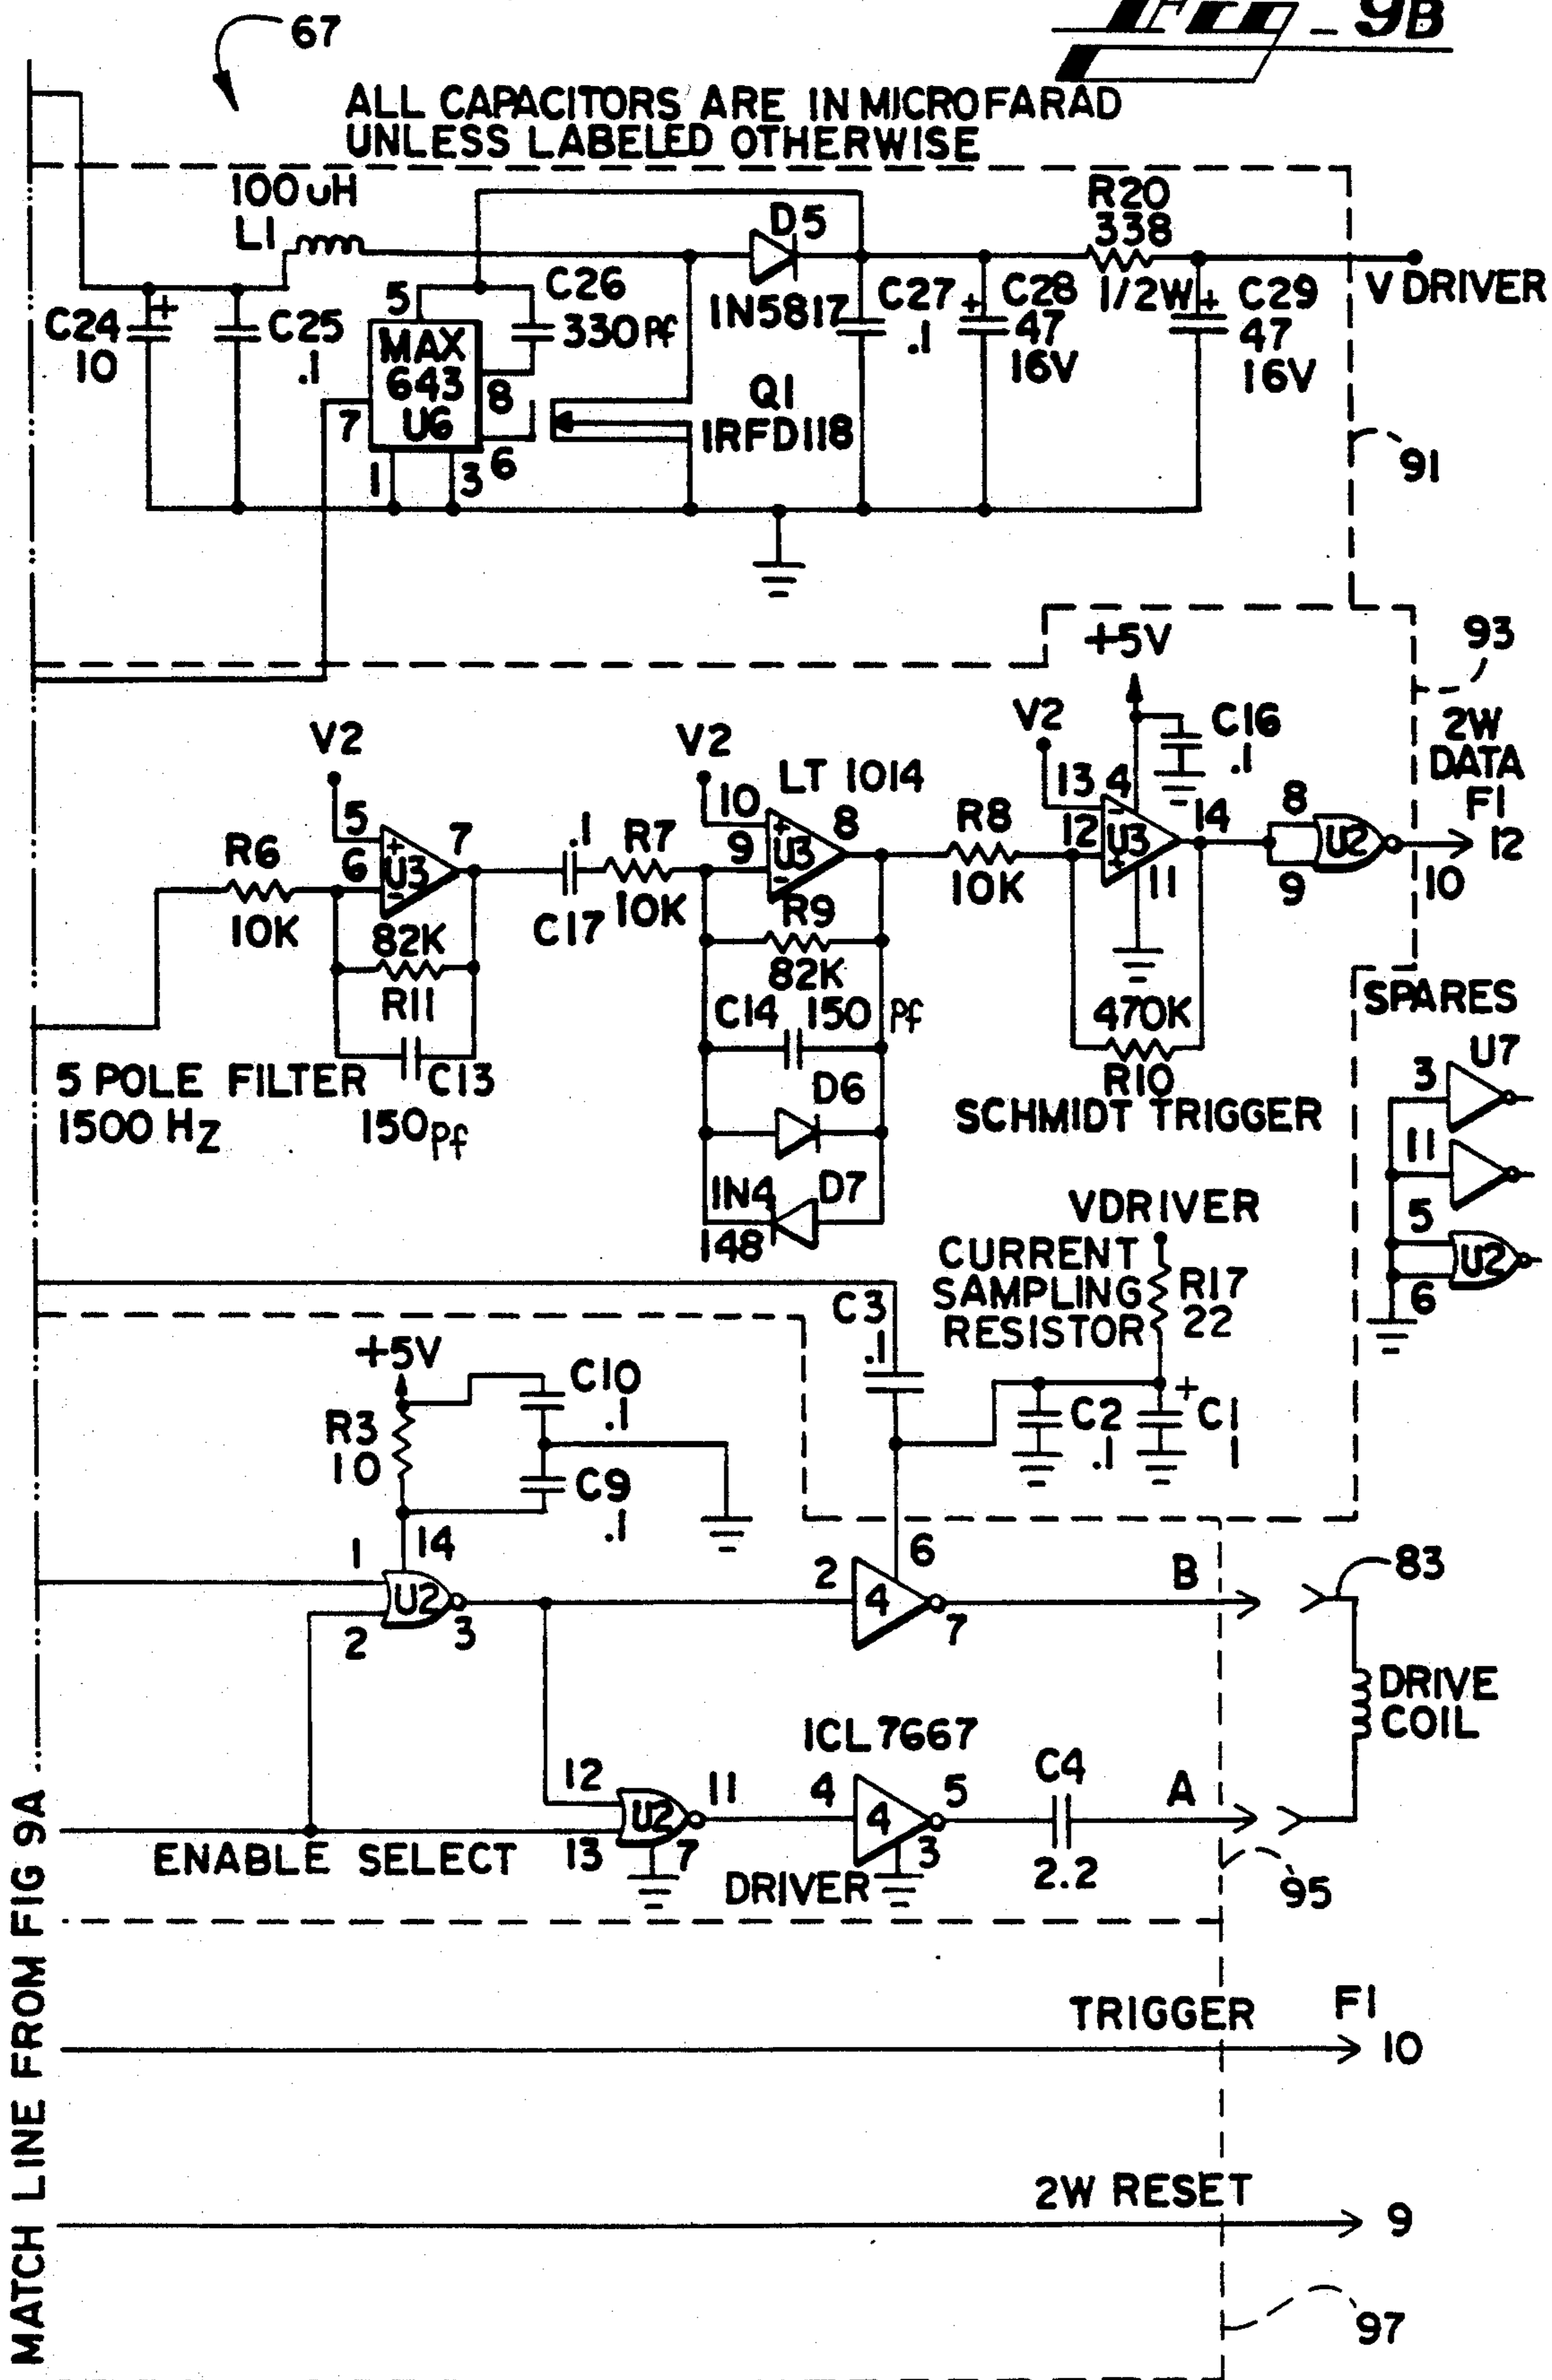 FIG - 9B
67
ALL CAPACITORS ARE IN MICROFARAD
UNLESS LABELED OTHERWISE
100uH
L1
D5
R20
338
1/2W
V DRIVER
C24
10
+
C25
.1
5
MAX
643
U6
7
8
6
1
3
C26
330 pf
1N5817
C27
.1
+
C28
47
16V
+
C29
47
16V
Q1
IRFD118
91
93
+5V
V2
5
6
7
+
U3
-
R6
10K
82K
R11
C13
150pf
5 POLE FILTER
1500 Hz
.1
C17
R7
10K
V2
10
9
8
LT 1014
+
U3
-
R9
82K
C14 150 pf
D6
1N4
148
D7
R8
10K
V2
13
4
12
-
U3
+
14
11
C16
.1
470K
R10
SCHMIDT TRIGGER
8
9
U2
10
2W
DATA
F1
12
SPARES
U7
3
11
5
U2
6
VDRIVER
CURRENT
SAMPLING
RESISTOR
R17
22
C3
.1
C2
.1
+
C1
1
+5V
R3
10
C10
.1
C9
.1
1
14
U2
2
3
2
4
6
7
B
83
DRIVE
COIL
ICL7667
12
U2
11
13
7
4
4
5
3
C4
2.2
A
ENABLE SELECT
DRIVER
95
TRIGGER
F1
10
2W RESET
9
97
MATCH LINE FROM FIG 9A